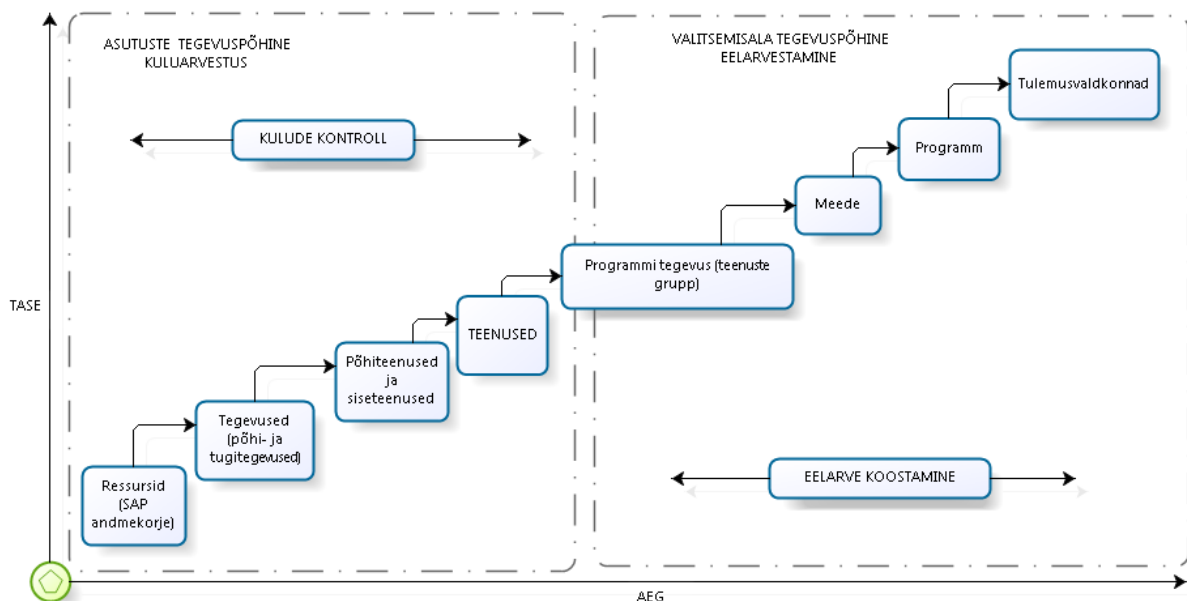 ASUTUSTE TEGEVUSPÕHINE
KULUARVESTUS
VALITSEMISALA TEGEVUSPÕHINE
EELARVESTAMINE
Tulemusvaldkonnad
KULUDE KONTROLL
Programm
Meede
Programmi tegevus (teenuste
grupp)
TASE
TEENUSED
Põhiteenused
ja
siseteenused
Tegevused
(põhi- ja
tugitegevused)
Ressursid
(SAP
andmekorje)
EELARVE KOOSTAMINE
AEG